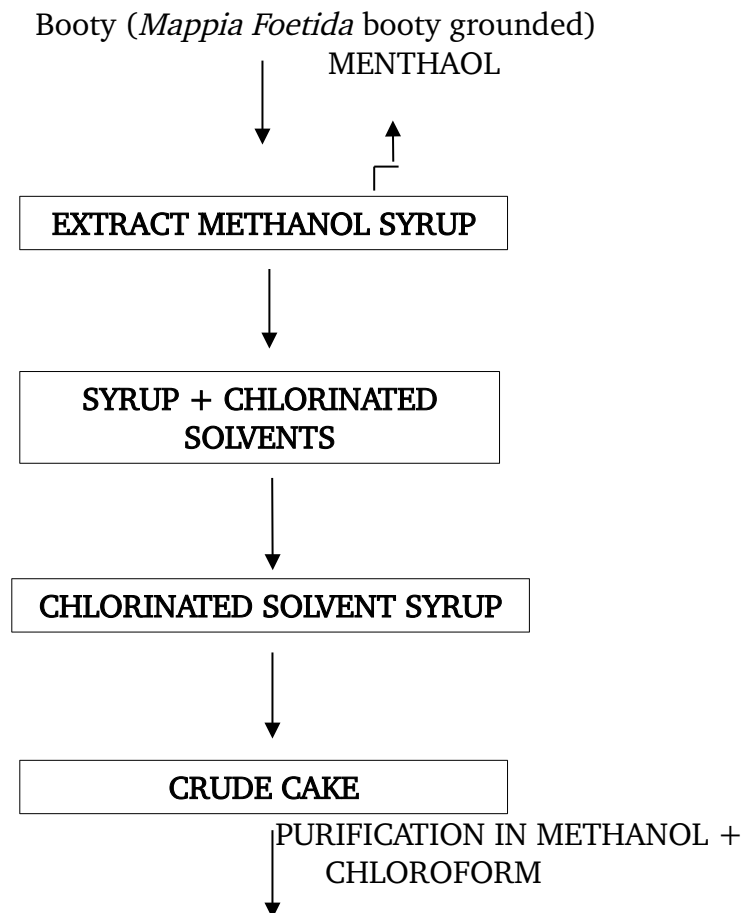 Booty (Mappia Foetida booty grounded)
MENTHAOL
EXTRACT METHANOL SYRUP
SYRUP + CHLORINATED
SOLVENTS
CHLORINATED SOLVENT SYRUP
CRUDE CAKE
PURIFICATION IN METHANOL +
CHLOROFORM